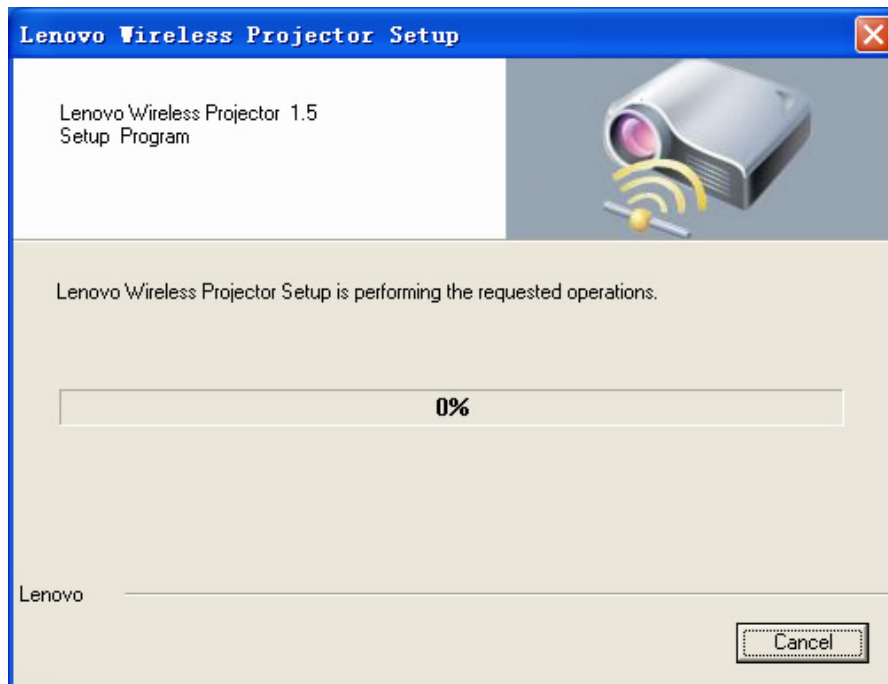 Lenovo Wireless Projector Setup
Lenovo Wireless Projector 1.5
Setup Program
Lenovo Wireless Projector Setup is performing the requested operations.
0%
Lenovo
Cancel